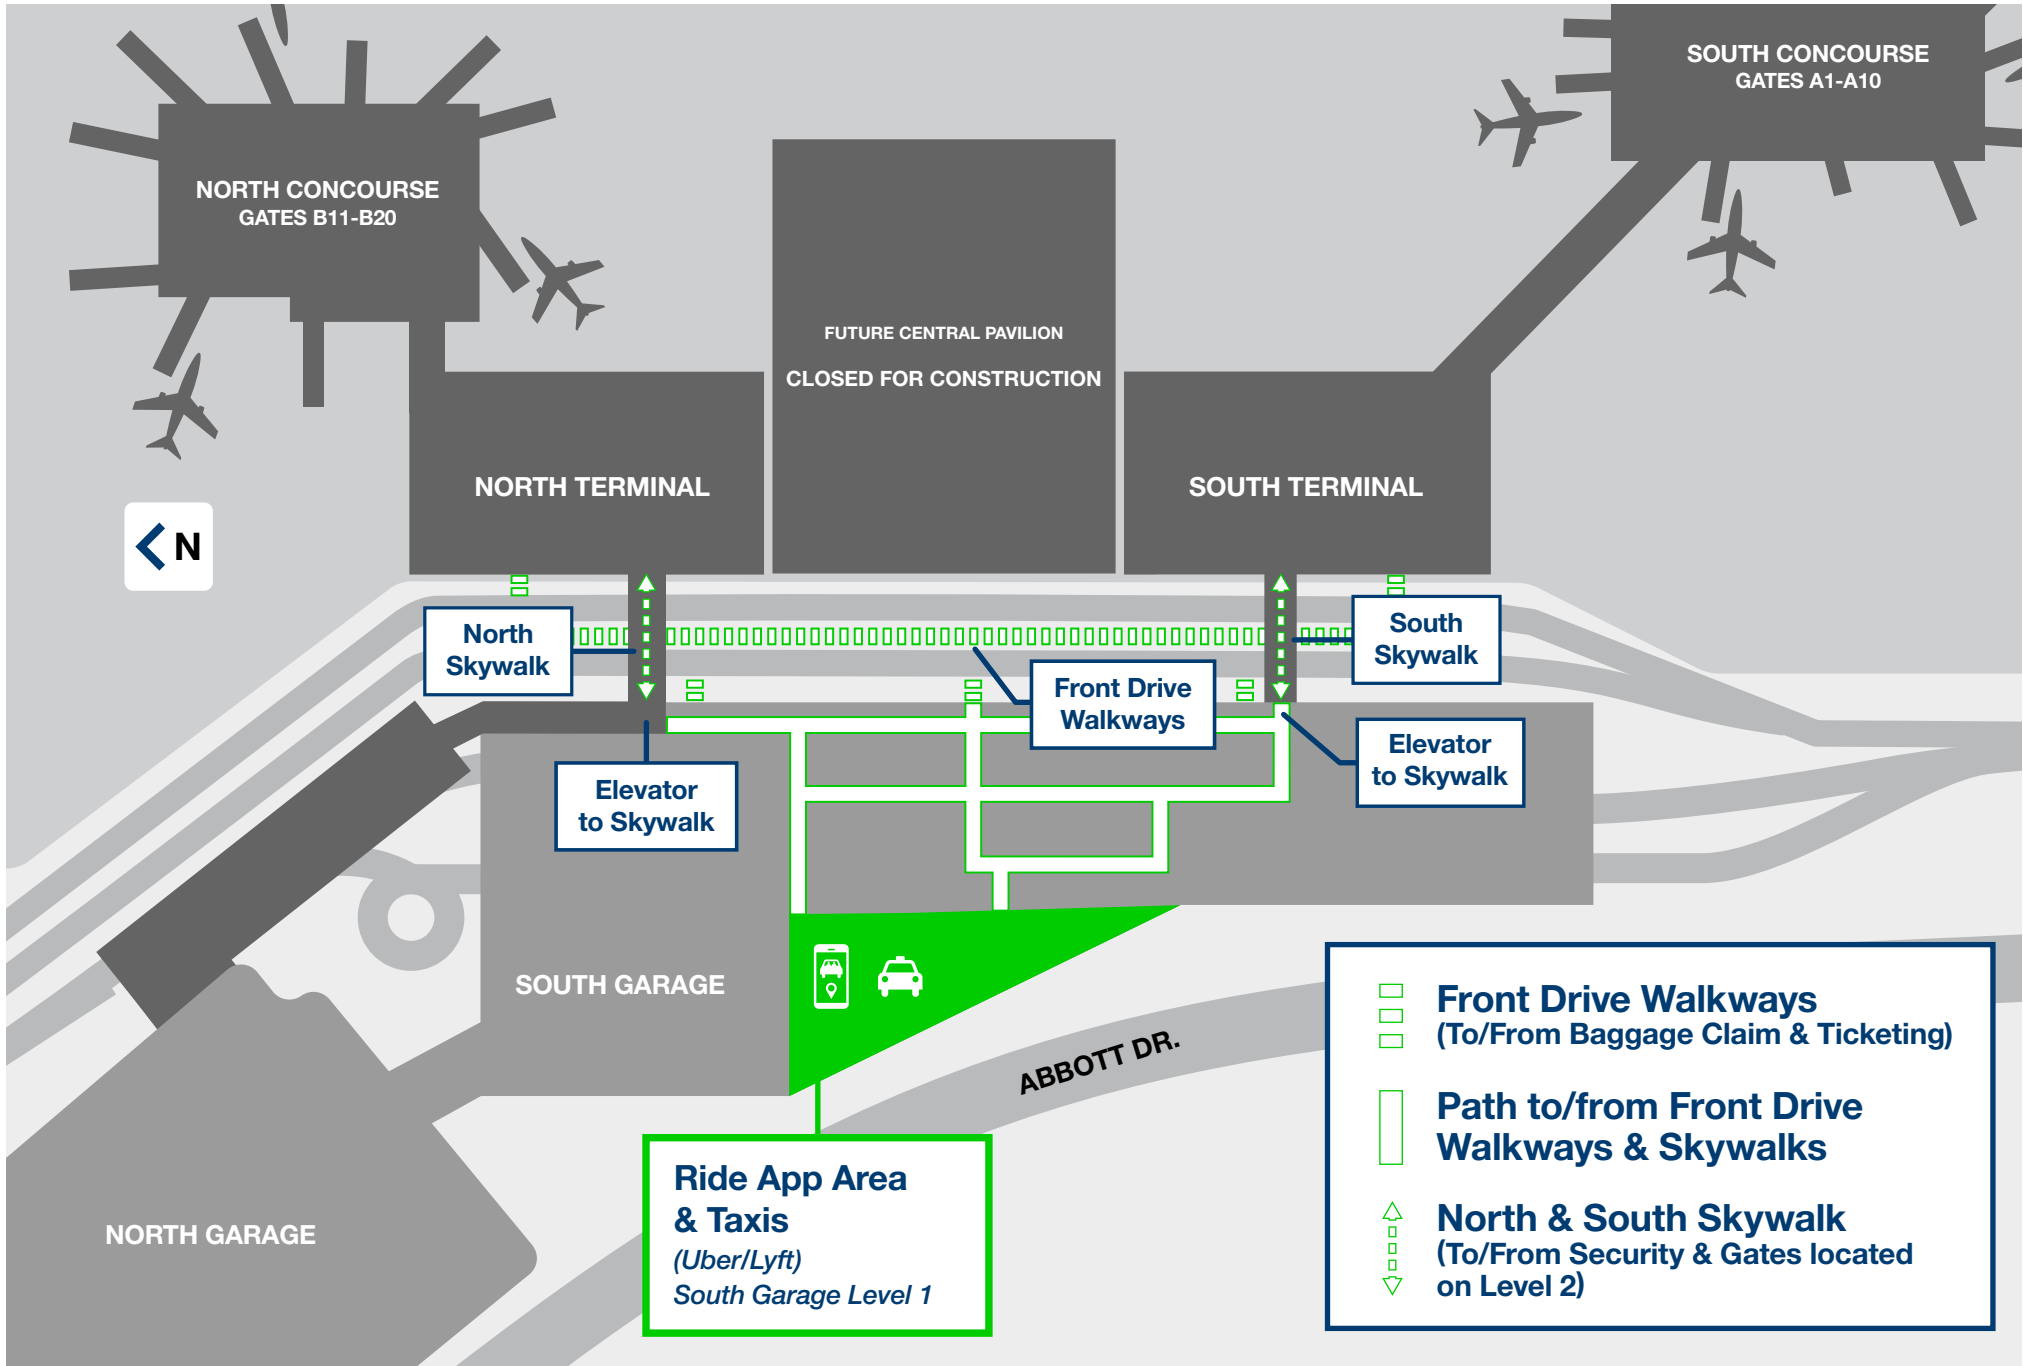 SOUTH CONCOURSE
GATES A1-A10
NORTH CONCOURSE
GATES B11-B20
FUTURE CENTRAL PAVILION
CLOSED FOR CONSTRUCTION
NORTH TERMINAL
SOUTH TERMINAL
N
North
Skywalk
South
Skywalk
Front Drive
Walkways
Elevator
to Skywalk
Elevator
to Skywalk
SOUTH GARAGE
ABBOTT DR.
NORTH GARAGE
Ride App Area
& Taxis
(Uber/Lyft)
South Garage Level 1
Front Drive Walkways
(To/From Baggage Claim & Ticketing)
Path to/from Front Drive
Walkways & Skywalks
North & South Skywalk
(To/From Security & Gates located
on Level 2)